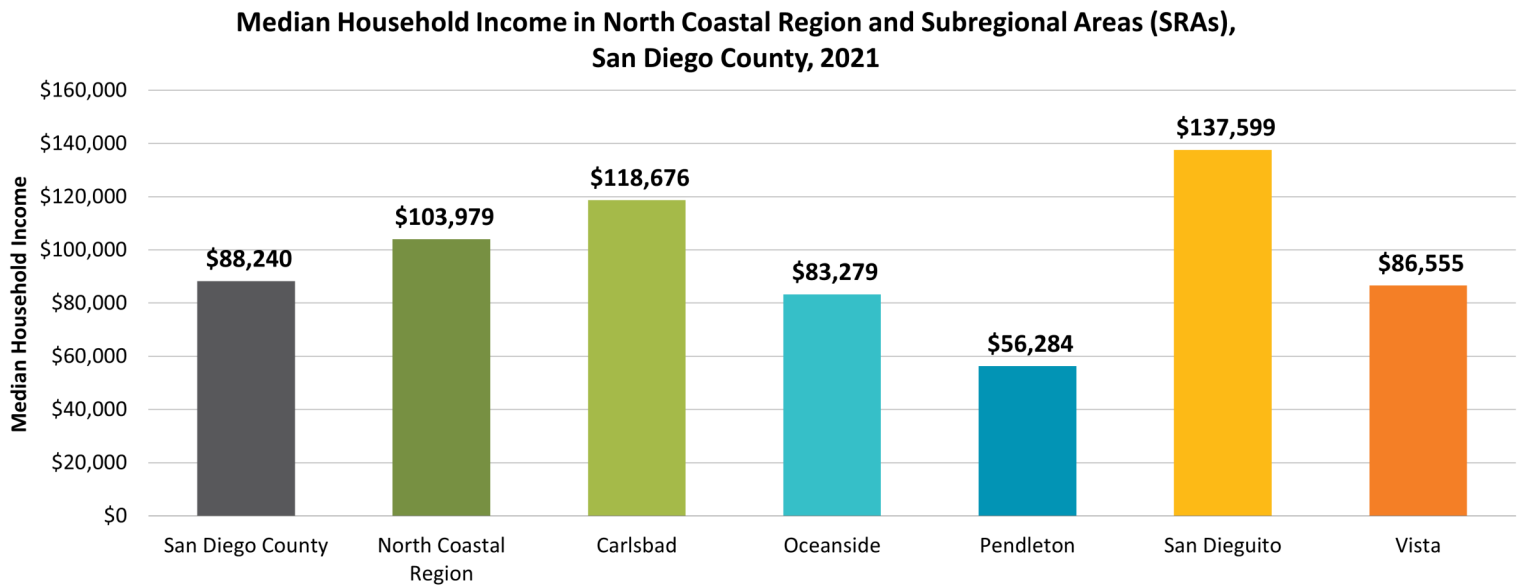 Median Household Income in North Coastal Region and Subregional Areas (SRAs),
San Diego County, 2021
Median Household Income
$160,000
$140,000
$120,000
$100,000
$80,000
$60,000
$40,000
$20,000
$0
$88,240
$103,979
$118,676
$83,279
$56,284
$137,599
$86,555
San Diego County
North Coastal
Region
Carlsbad
Oceanside
Pendleton
San Dieguito
Vista